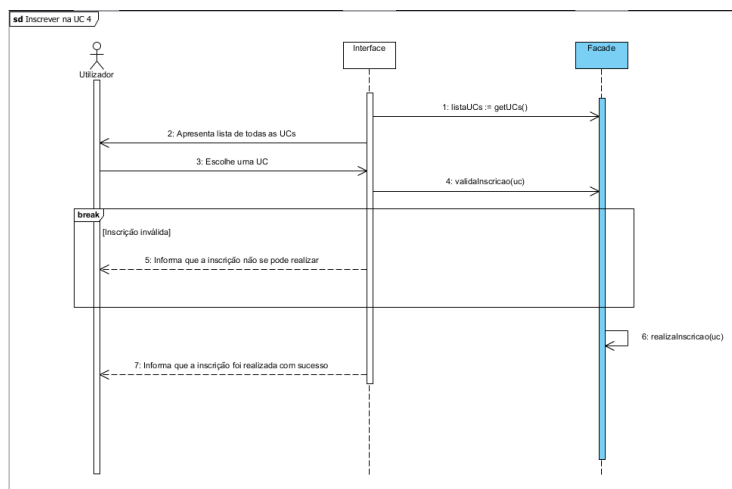 sd Inscrever na UC 4
Utilizador
Interface
Facade
1: listaUCs := getUCs()
2: Apresenta lista de todas as UCs
3: Escolhe uma UC
4: validaInscricao(uc)
break
[Inscrição inválida]
5: Informa que a inscrição não se pode realizar
6: realizaInscricao(uc)
7: Informa que a inscrição foi realizada com sucesso